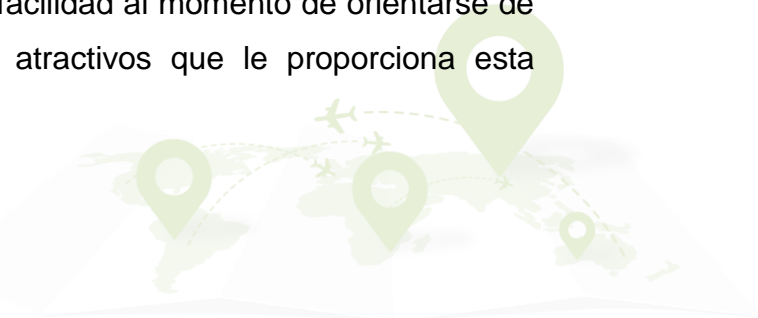 facilidad al momento de orientarse de
atractivos que le proporciona esta